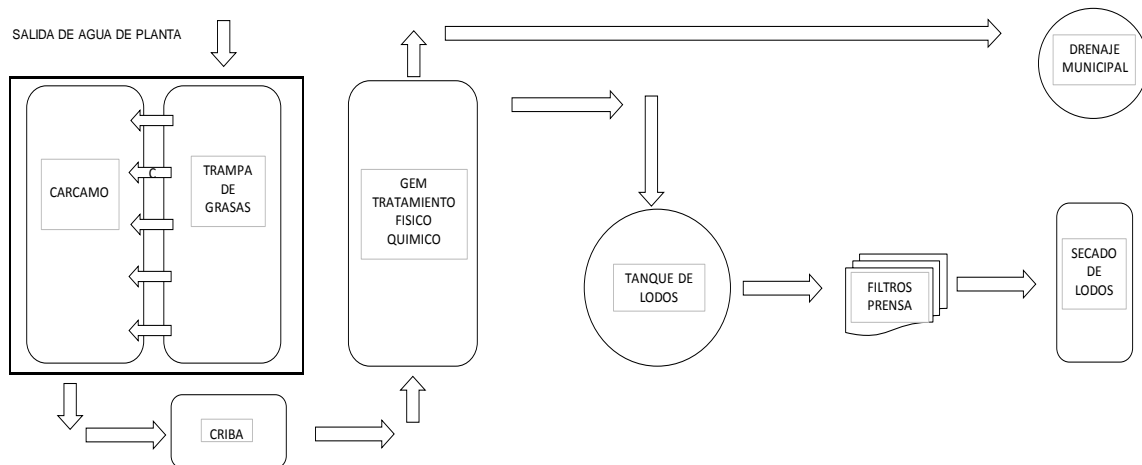 SALIDA DE AGUA DE PLANTA
CARCAMO
C
TRAMPA
DE
GRASAS
GEM
TRATAMIENTO
FISICO
QUIMICO
DRENAJE
MUNICIPAL
TANQUE DE
LODOS
FILTROS
PRENSA
SECADO
DE
LODOS
CRIBA